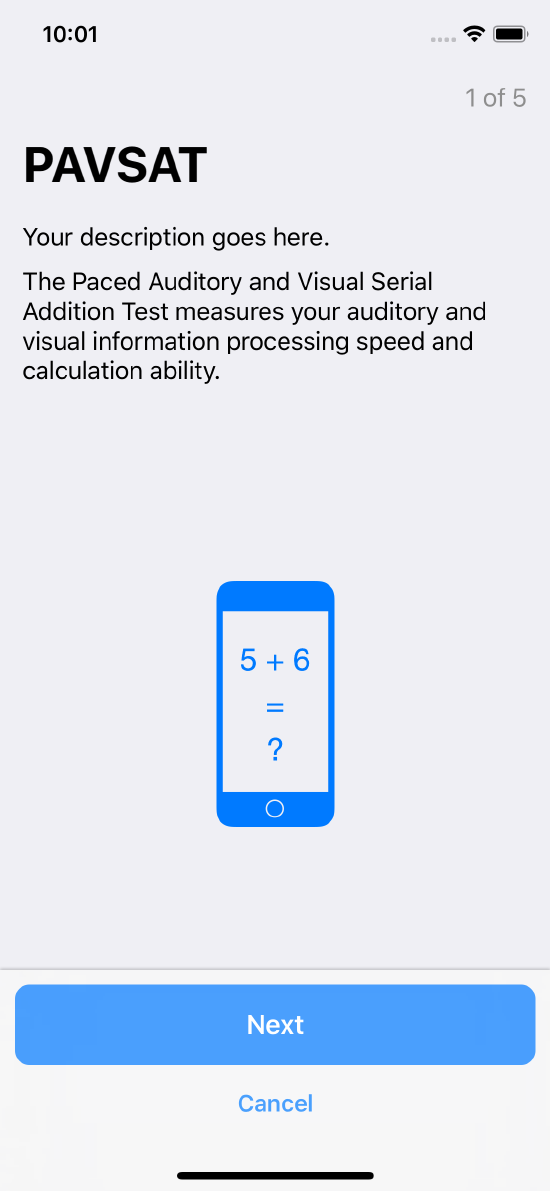 10:01
1 of 5
PAVSAT
Your description goes here.
The Paced Auditory and Visual Serial
Addition Test measures your auditory and
visual information processing speed and
calculation ability.
5 + 6
=
?
Next
Cancel